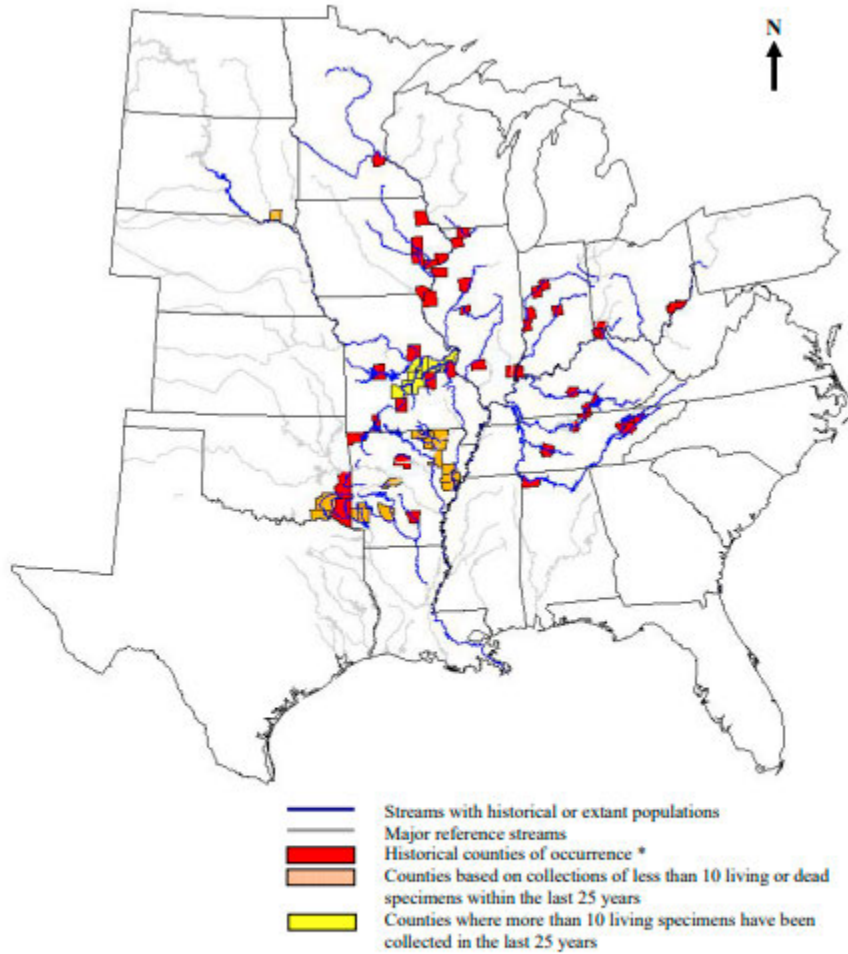 N
Streams with historical or extant populations
Major reference streams
Historical counties of occurrence *
Counties based on collections of less than 10 living or dead
specimens within the last 25 years
Counties where more than 10 living specimens have been
collected in the last 25 years